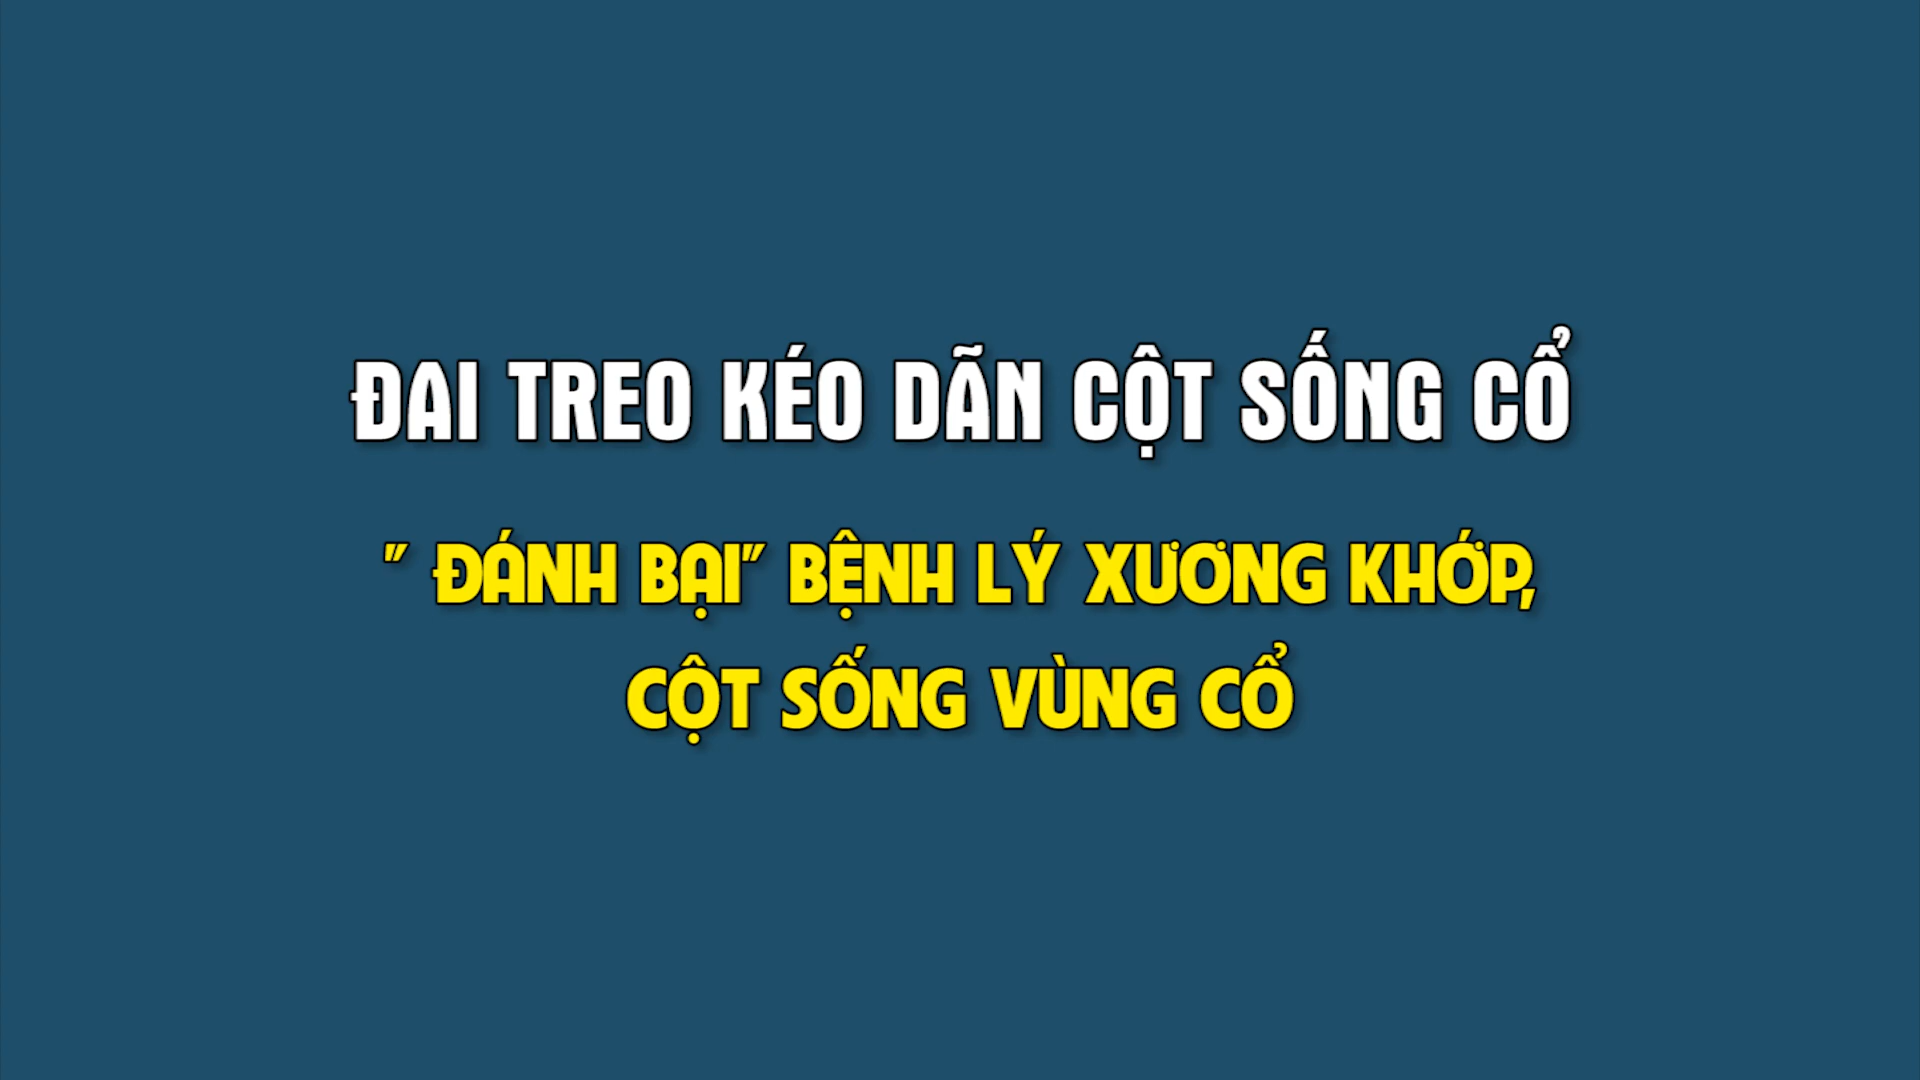 ĐAI TREO KÉO DÃN CỘT SỐNG CỔ
" ĐÁNH BẠI" BỆNH LÝ XƯƠNG KHỚP,
CỘT SỐNG VÙNG CỔ